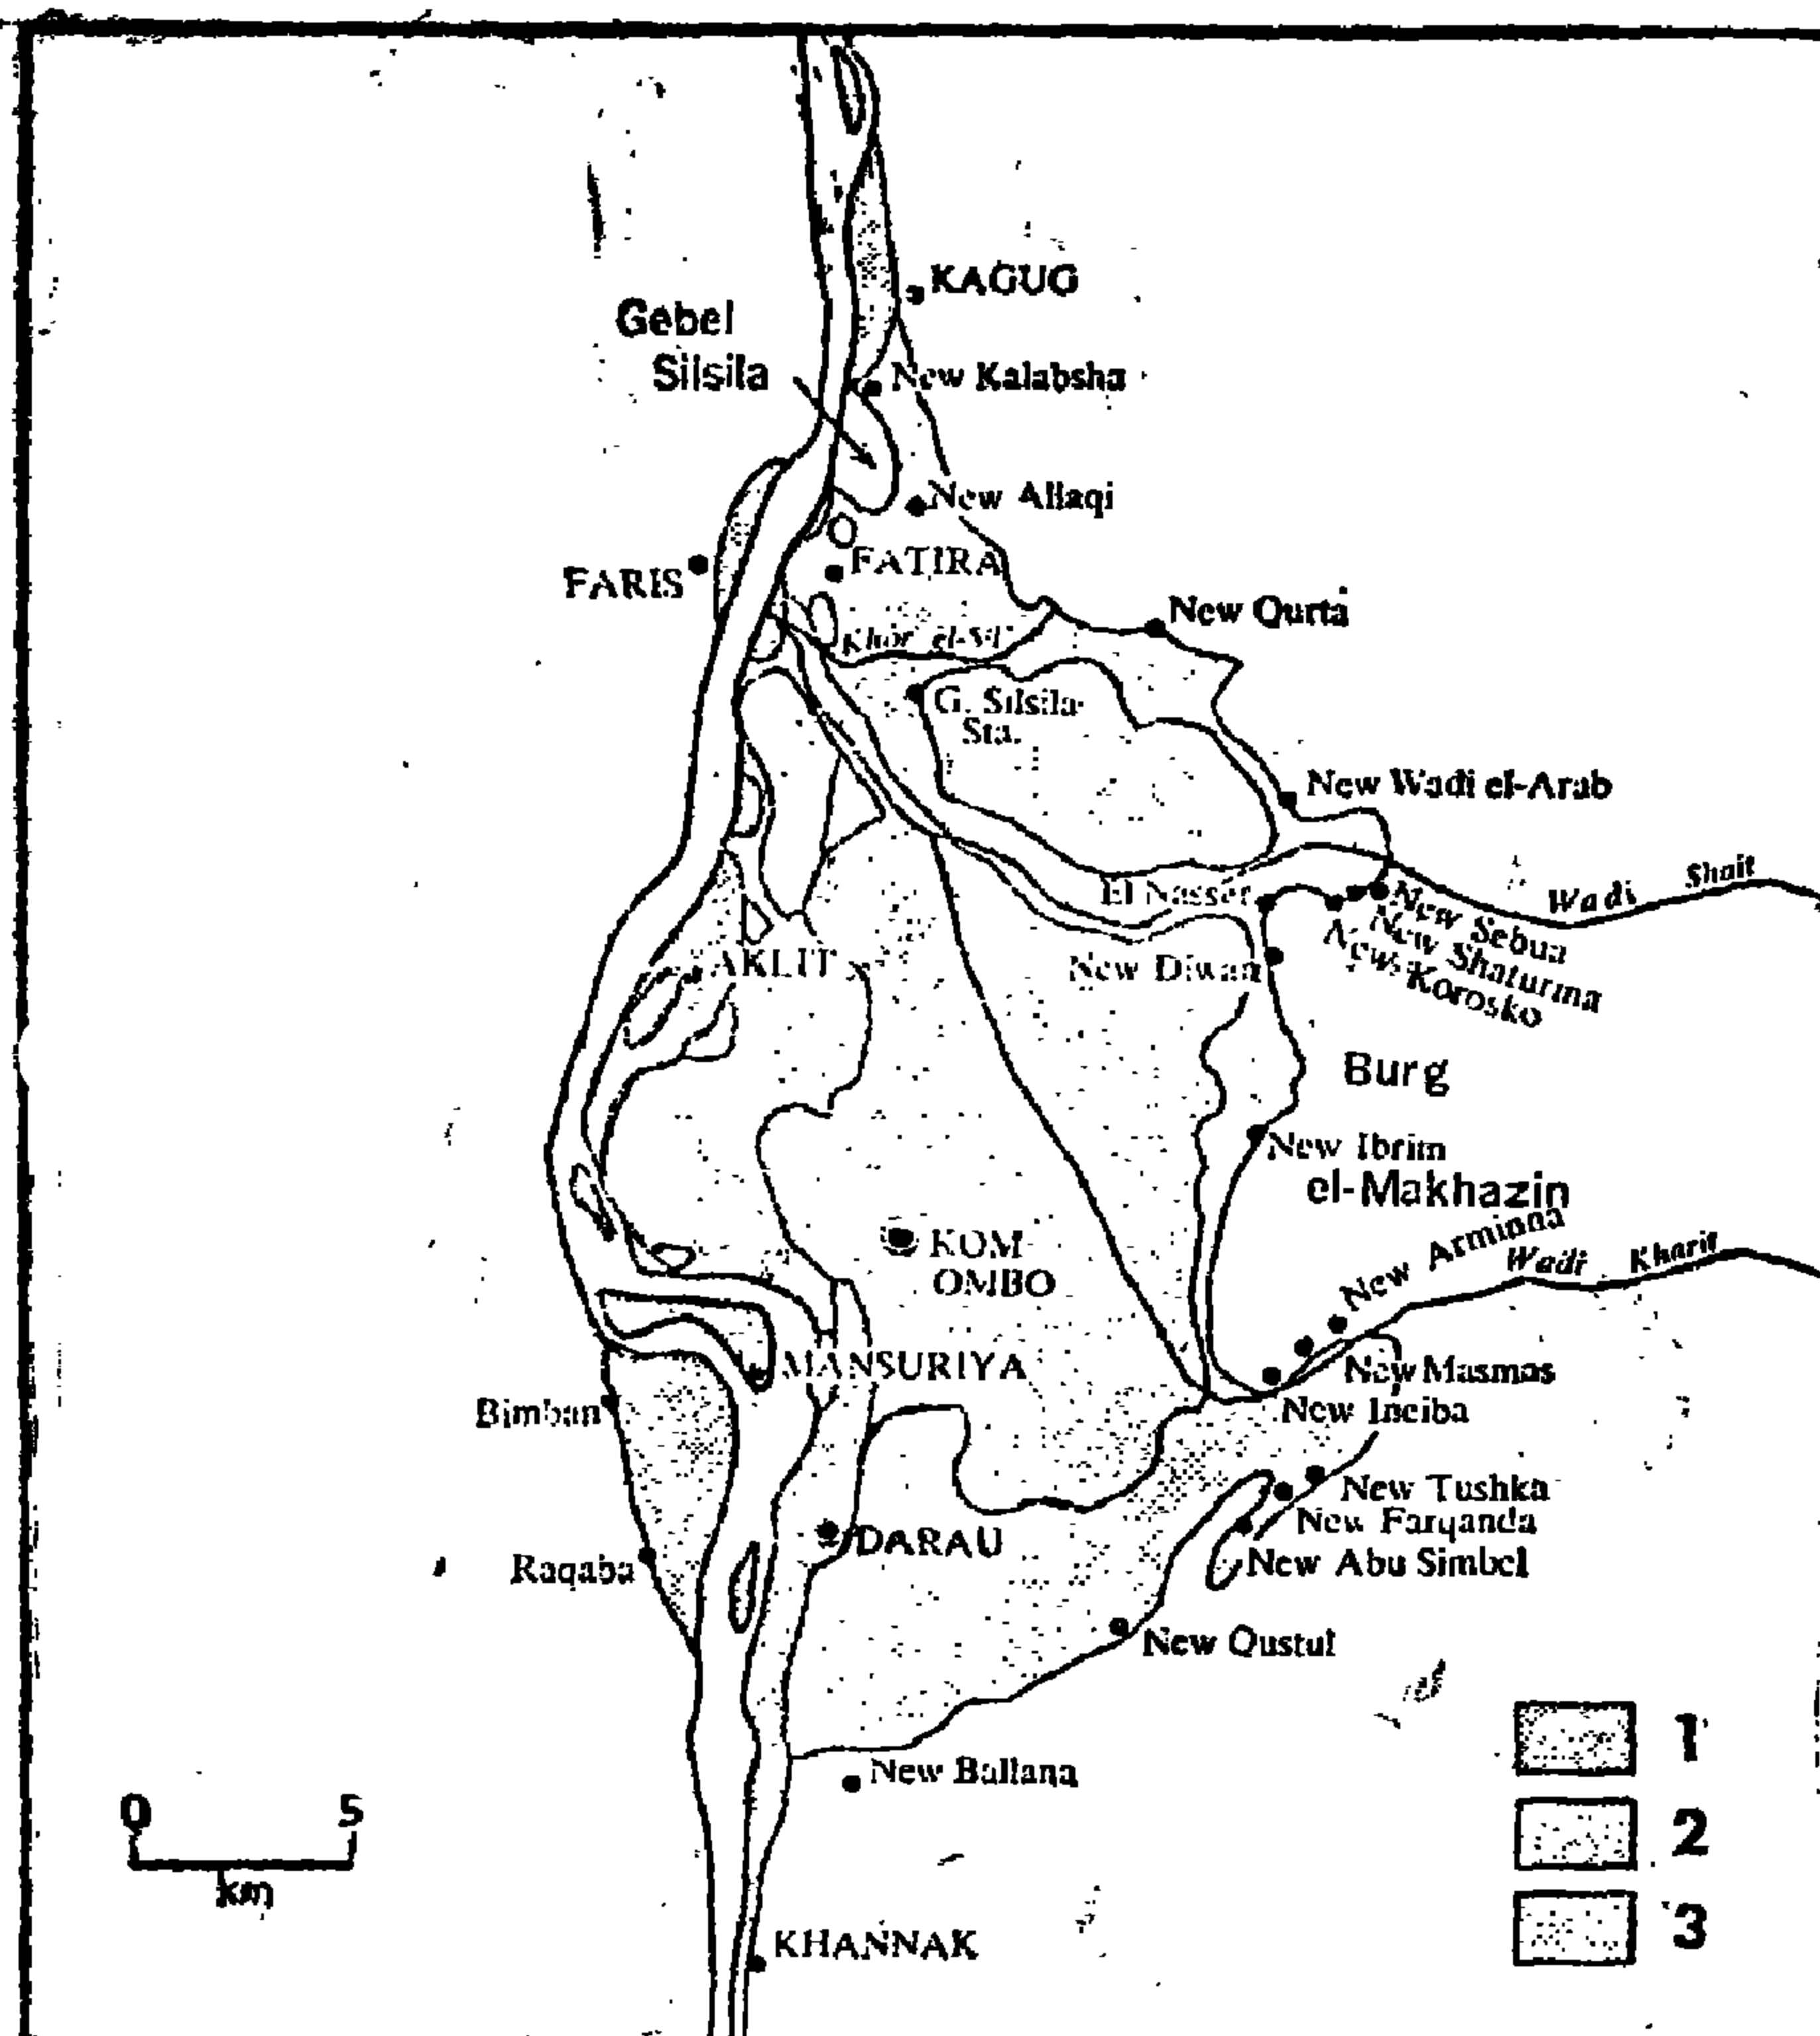 KAGUG
Gebel
Silsila
New Kalabsha
New Allaqi
FATIRA
FARIS
New Qurta
Khor el-Sil
G. Silsila
Sta.
New Wadi el-Arab
Wadi Shait
El Nasser
New Sebua
New Shaturma
New Korosko
AKLIT
New Diwan
Burg
New Ibrim
el-Makhazin
New Arminna
Wadi Kharit
KOM
OMBO
MANSURIYA
New Masmas
Bimban
New Ineiba
New Tushka
New Farqanda
DARAU
New Abu Simbel
Raqaba
New Qustul
1
New Ballana
0 5
2
km
3
KHANNAK